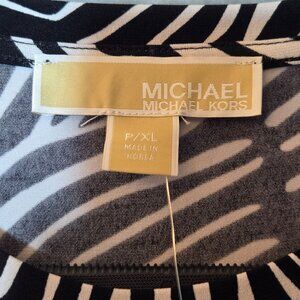 MICHAEL
MICHAEL KORS
P/XL
MADE IN
KOREA